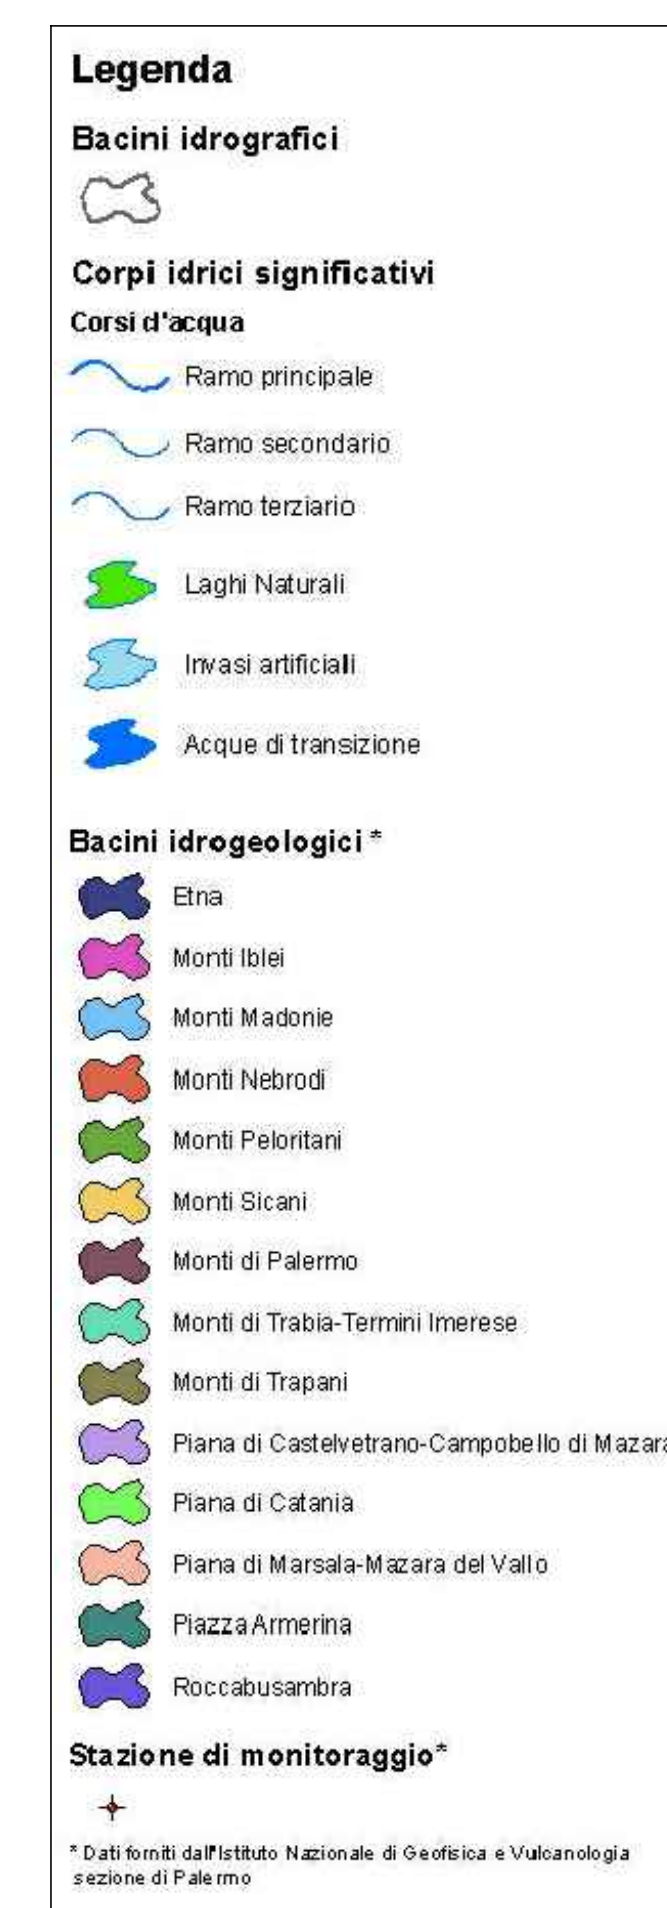 Legenda
Bacini idrografici
Corpi idrici significativi
Corsi d'acqua
Ramo principale
Ramo secondario
Ramo terziario
Laghi Naturali
Invasi artificiali
Acque di transizione
Bacini idrogeologici *
Etna
Monti Iblei
Monti Madonie
Monti Nebrodi
Monti Peloritani
Monti Sicani
Monti di Palermo
Monti di Trabia-Termini Imerese
Monti di Trapani
Piana di Castelvetrano-Campobello di Mazara
Piana di Catania
Piana di Marsala-Mazara del Vallo
Piazza Armerina
Roccabusambra
Stazione di monitoraggio*
* Dati forniti dall'Istituto Nazionale di Geofisica e Vulcanologia
sezione di Palermo